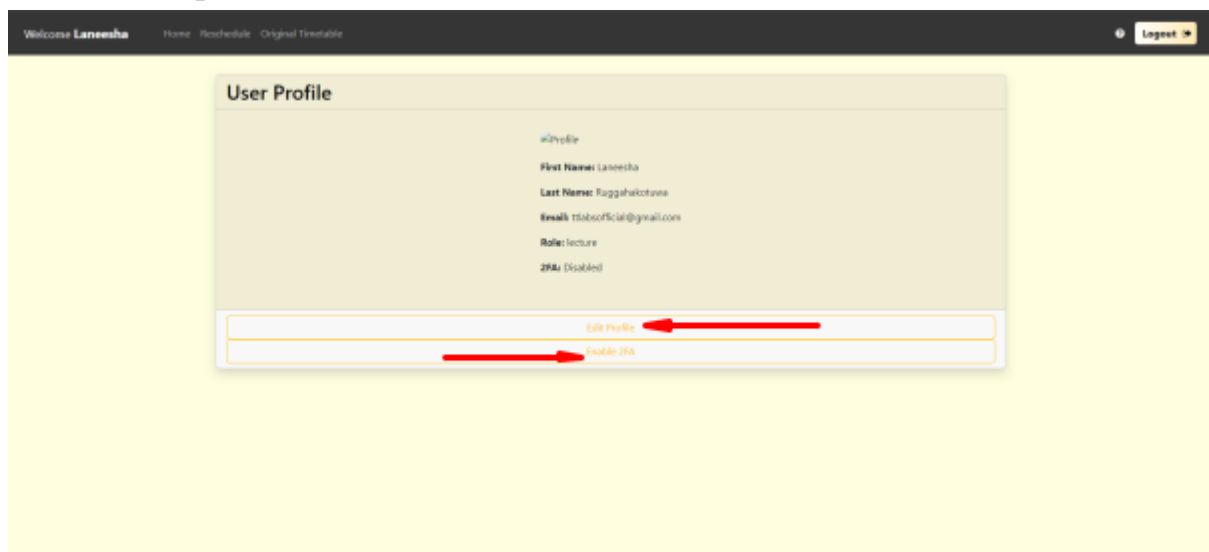 Welcome Laneesha Home Reschedule Original Timetable Logout
User Profile
Profile
First Name: Laneesha
Last Name: Ruggahakotuwa
Email: ttlabsofficial@gmail.com
Role: lecture
2FA: Disabled
Edit Profile
Enable 2FA